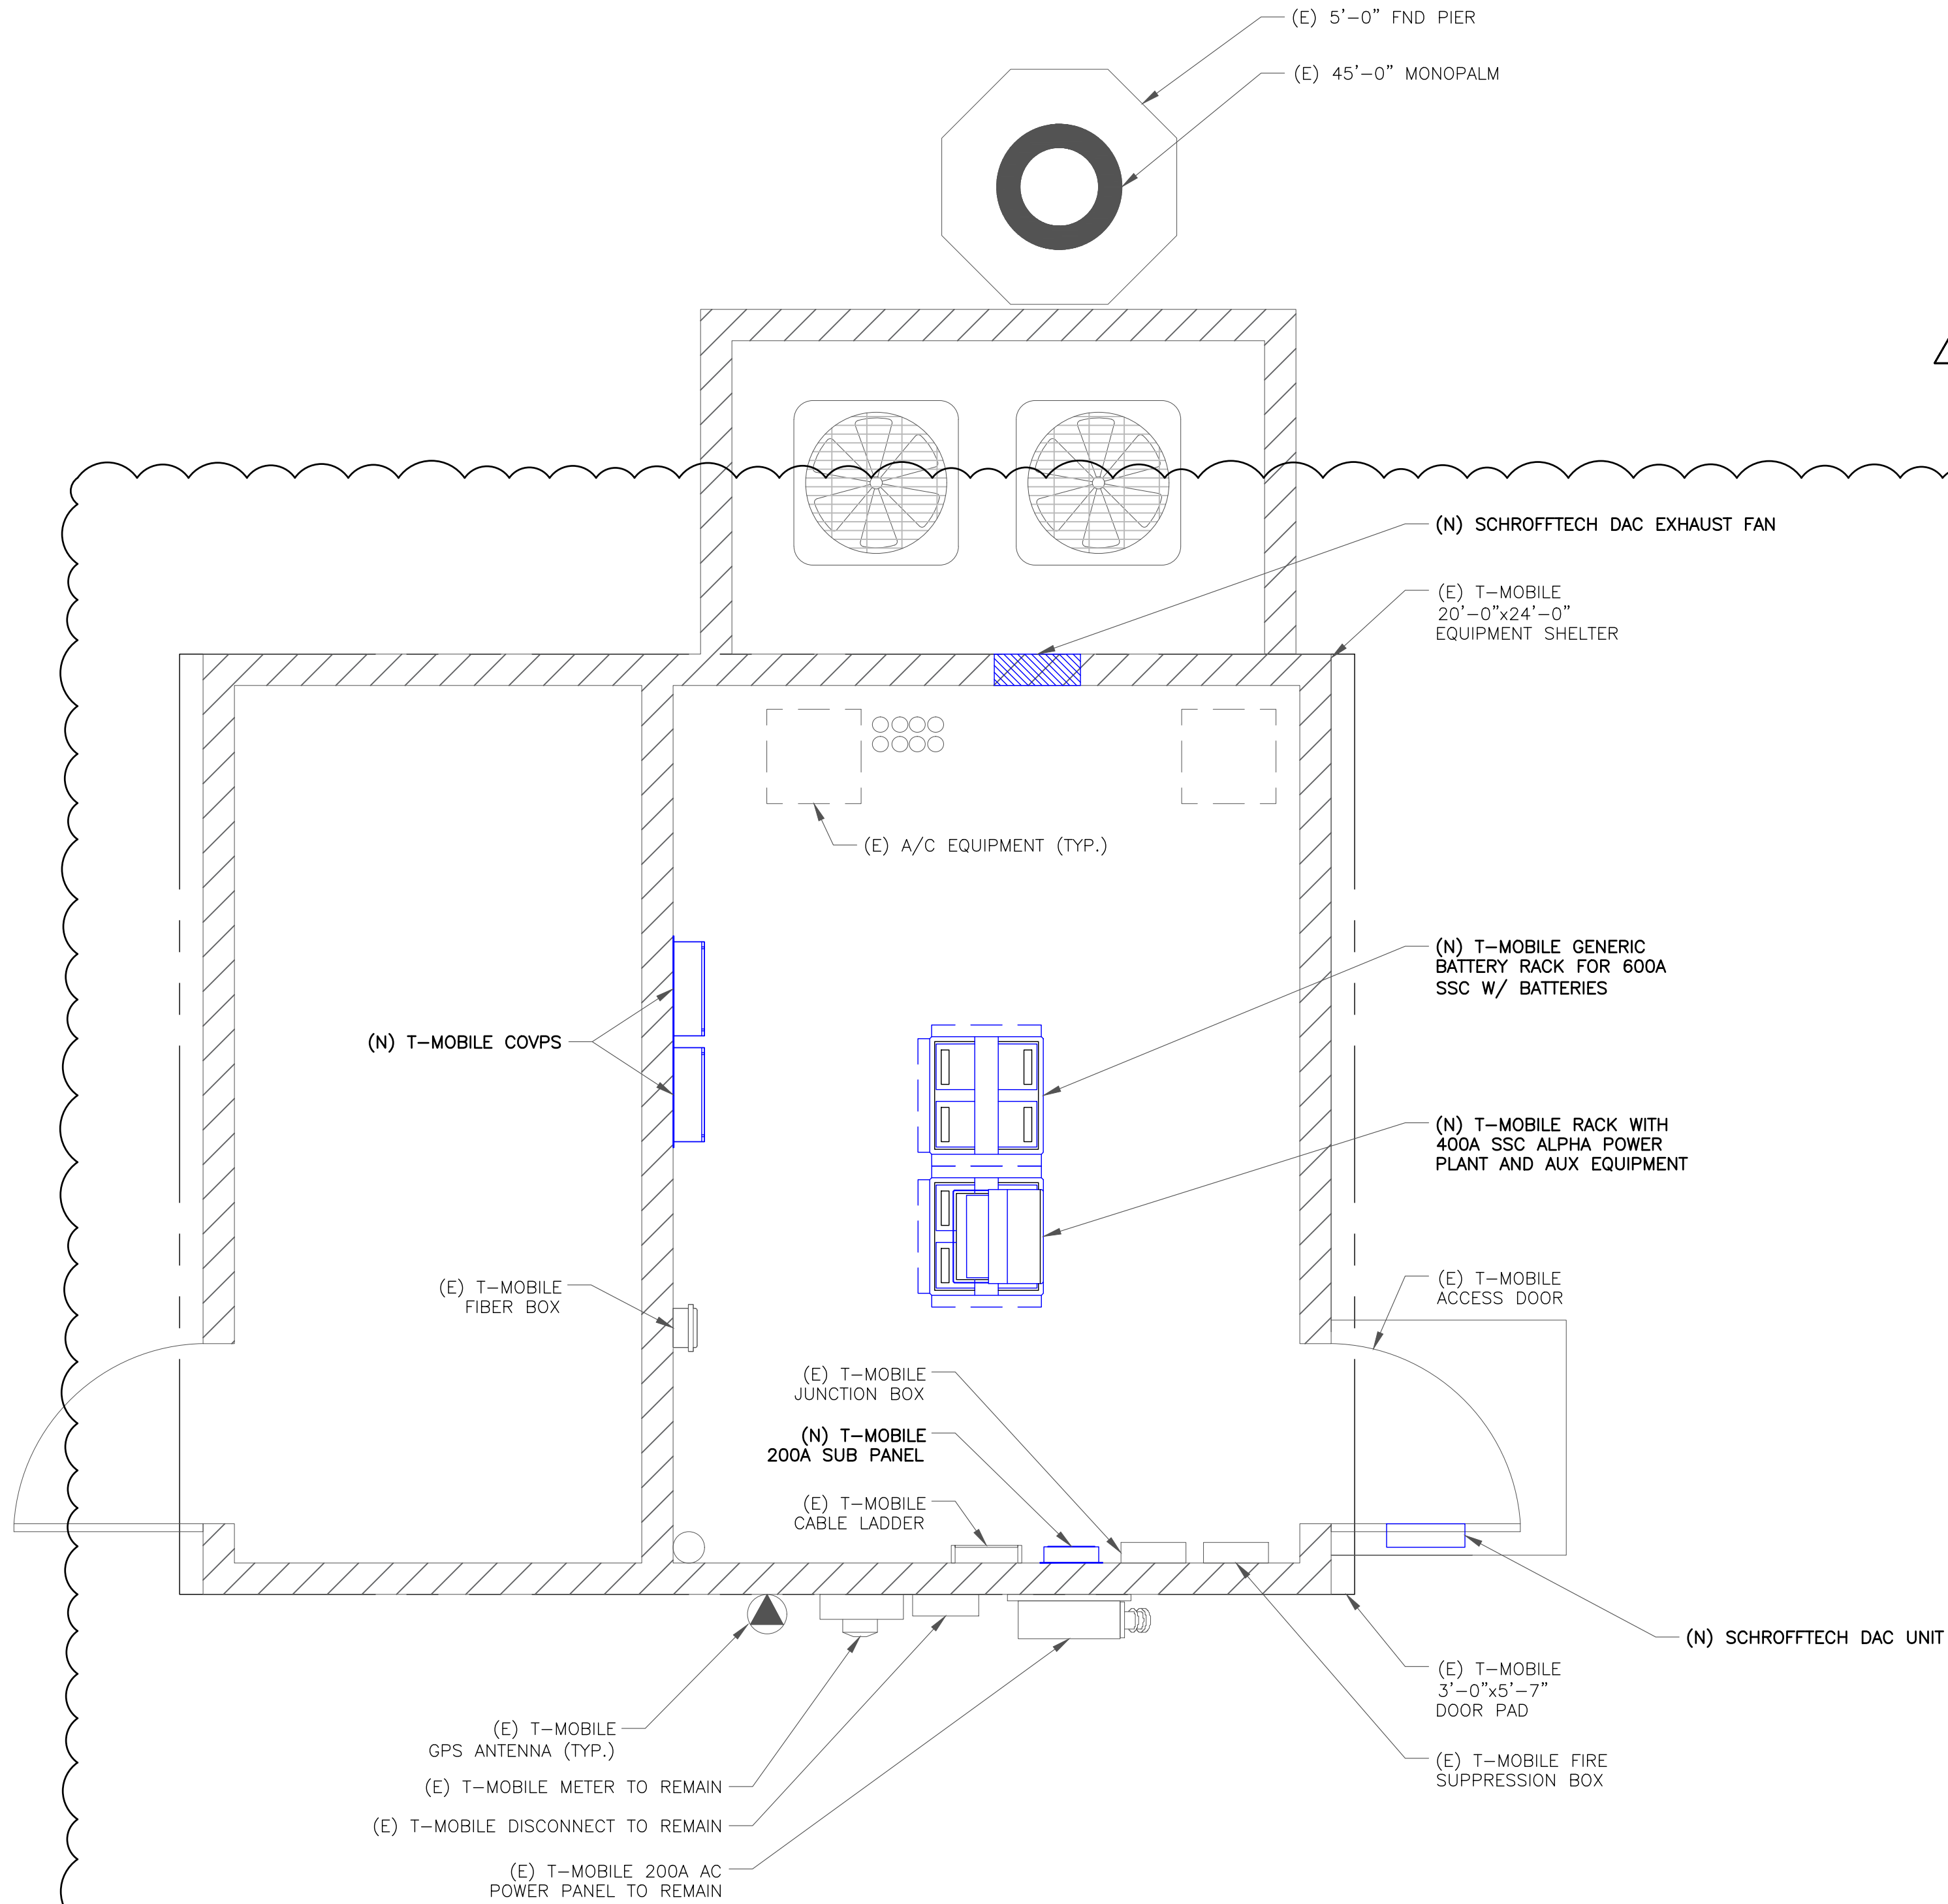 (E) 5'-0" FND PIER
(E) 45'-0" MONOPALM
(N) SCHROFFTECH DAC EXHAUST FAN
(E) T-MOBILE
20'-0"x24'-0"
EQUIPMENT SHELTER
(E) A/C EQUIPMENT (TYP.)
(N) T-MOBILE GENERIC
BATTERY RACK FOR 600A
SSC W/ BATTERIES
(N) T-MOBILE COVPS
(N) T-MOBILE RACK WITH
400A SSC ALPHA POWER
PLANT AND AUX EQUIPMENT
(E) T-MOBILE
FIBER BOX
(E) T-MOBILE
ACCESS DOOR
(E) T-MOBILE
JUNCTION BOX
(N) T-MOBILE
200A SUB PANEL
(E) T-MOBILE
CABLE LADDER
(N) SCHROFFTECH DAC UNIT
(E) T-MOBILE
3'-0"x5'-7"
DOOR PAD
(E) T-MOBILE
GPS ANTENNA (TYP.)
(E) T-MOBILE FIRE
SUPPRESSION BOX
(E) T-MOBILE METER TO REMAIN
(E) T-MOBILE DISCONNECT TO REMAIN
(E) T-MOBILE 200A AC
POWER PANEL TO REMAIN